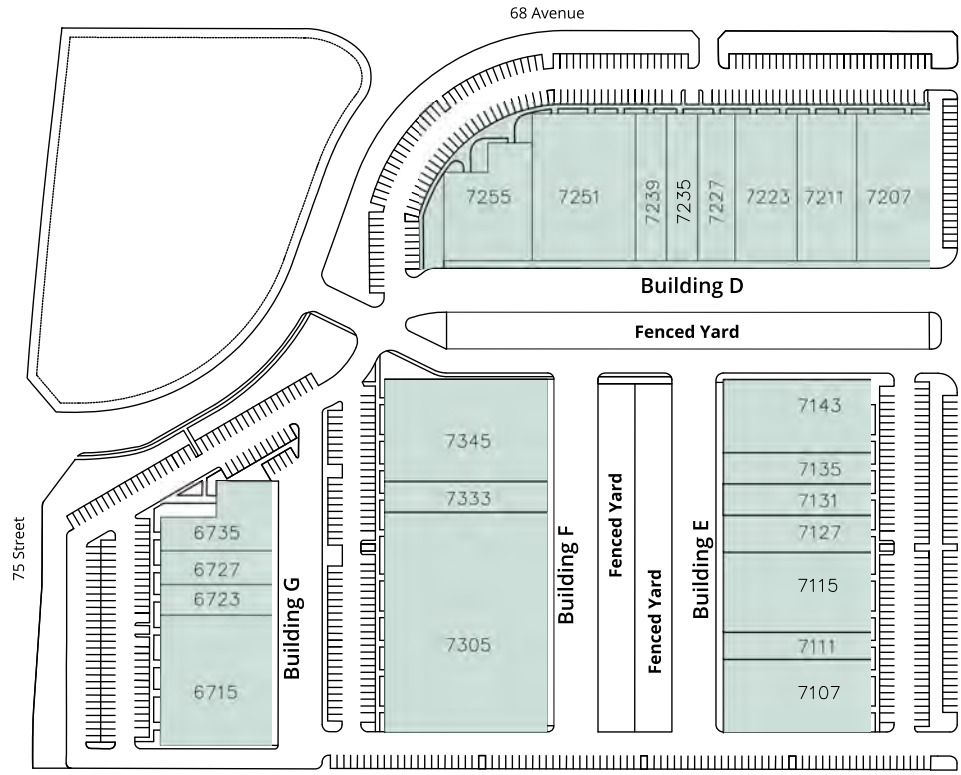 68 Avenue
7255
7251
7239
7235
7227
7223
7211
7207
Building D
Fenced Yard
7345
7333
7305
Building F
Fenced Yard
Fenced Yard
Building E
7143
7135
7131
7127
7115
7111
7107
75 Street
6735
6727
6723
6715
Building G